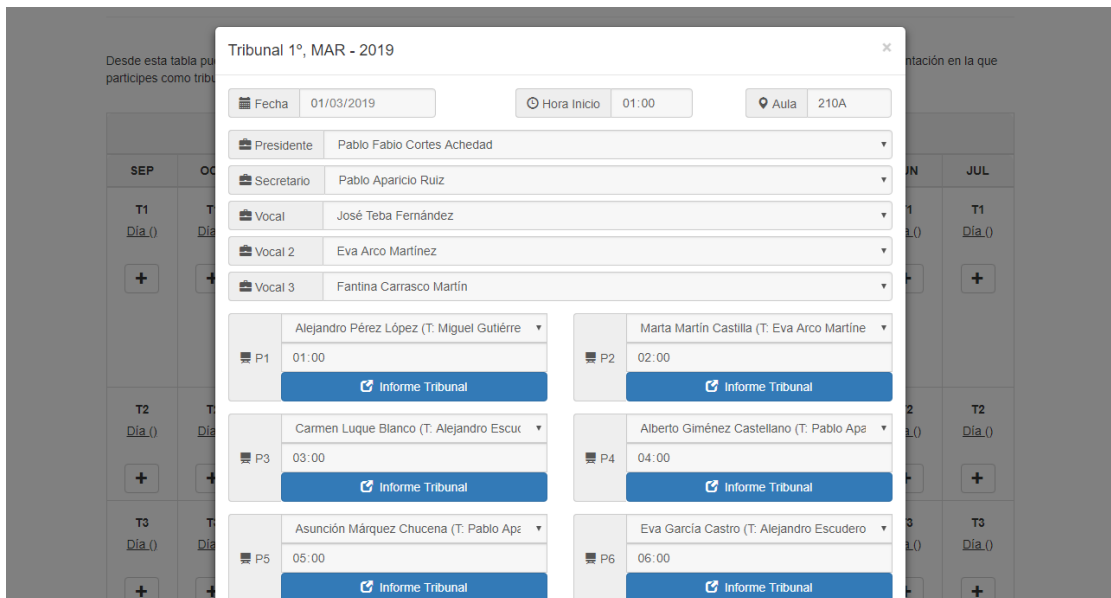 Tribunal 1º, MAR - 2019 ×
Desde esta tabla ntación en la que
participes como
Fecha 01/03/2019 Hora Inicio 01:00 Aula 210A
Presidente Pablo Fabio Cortes Achedad
SEP JUL
Secretario Pablo Aparicio Ruiz
T1 T1
Vocal José Teba Fernández
Día () Día ()
Vocal 2 Eva Arco Martínez
Vocal 3 Fantina Carrasco Martín
Alejandro Pérez López (T: Miguel Gutiérre Marta Martín Castilla (T: Eva Arco Martíne
P1 01:00 P2 02:00
Informe Tribunal Informe Tribunal
T2 T2
Día () Día ()
Carmen Luque Blanco (T: Alejandro Escud Alberto Giménez Castellano (T: Pablo Apa
P3 03:00 P4 04:00
Informe Tribunal Informe Tribunal
T3 T3
Día () Día ()
Asunción Márquez Chucena (T: Pablo Apa Eva García Castro (T: Alejandro Escudero
P5 05:00 P6 06:00
Informe Tribunal Informe Tribunal